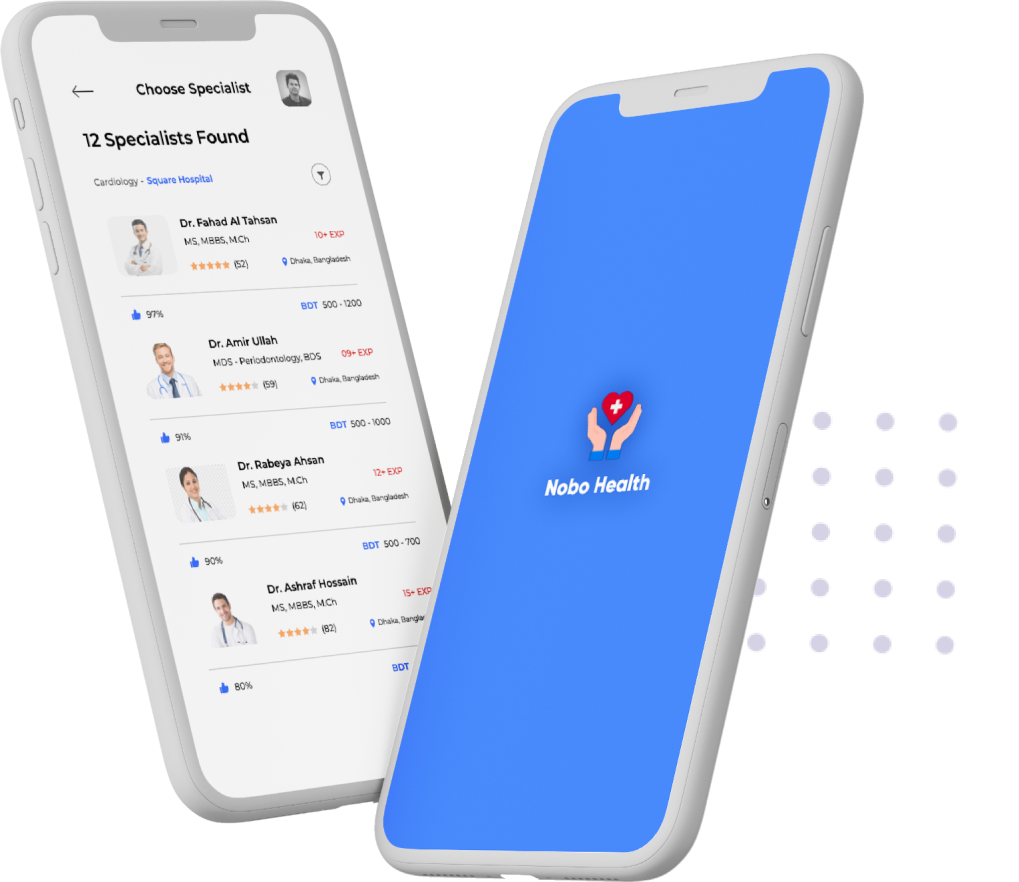 Choose Specialist
12 Specialists Found
Cardiology - Square Hospital
Dr. Fahad Al Tahsan
MS, MBBS, M.Ch
10+ EXP
(52)
Dhaka, Bangladesh
97%
BDT 500 - 1200
Dr. Amir Ullah
MDS - Periodontology, BDS
09+ EXP
(59)
Dhaka, Bangladesh
91%
BDT 500 - 1000
Dr. Rabeya Ahsan
MS, MBBS, M.Ch
12+ EXP
(62)
Dhaka, Bangladesh
90%
BDT 500 - 700
Dr. Ashraf Hossain
MS, MBBS, M.Ch
15+ EXP
(82)
Dhaka,
80%
BDT
Nobo Health